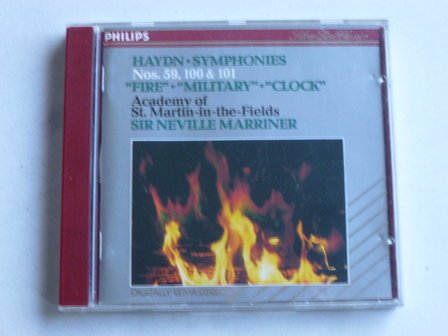 PHILIPS
HAYDN • SYMPHONIES
Nos. 59, 100 & 101
"FIRE" • "MILITARY" • "CLOCK"
Academy of
St. Martin-in-the-Fields
SIR NEVILLE MARRINER
DIGITALLY REMASTERED